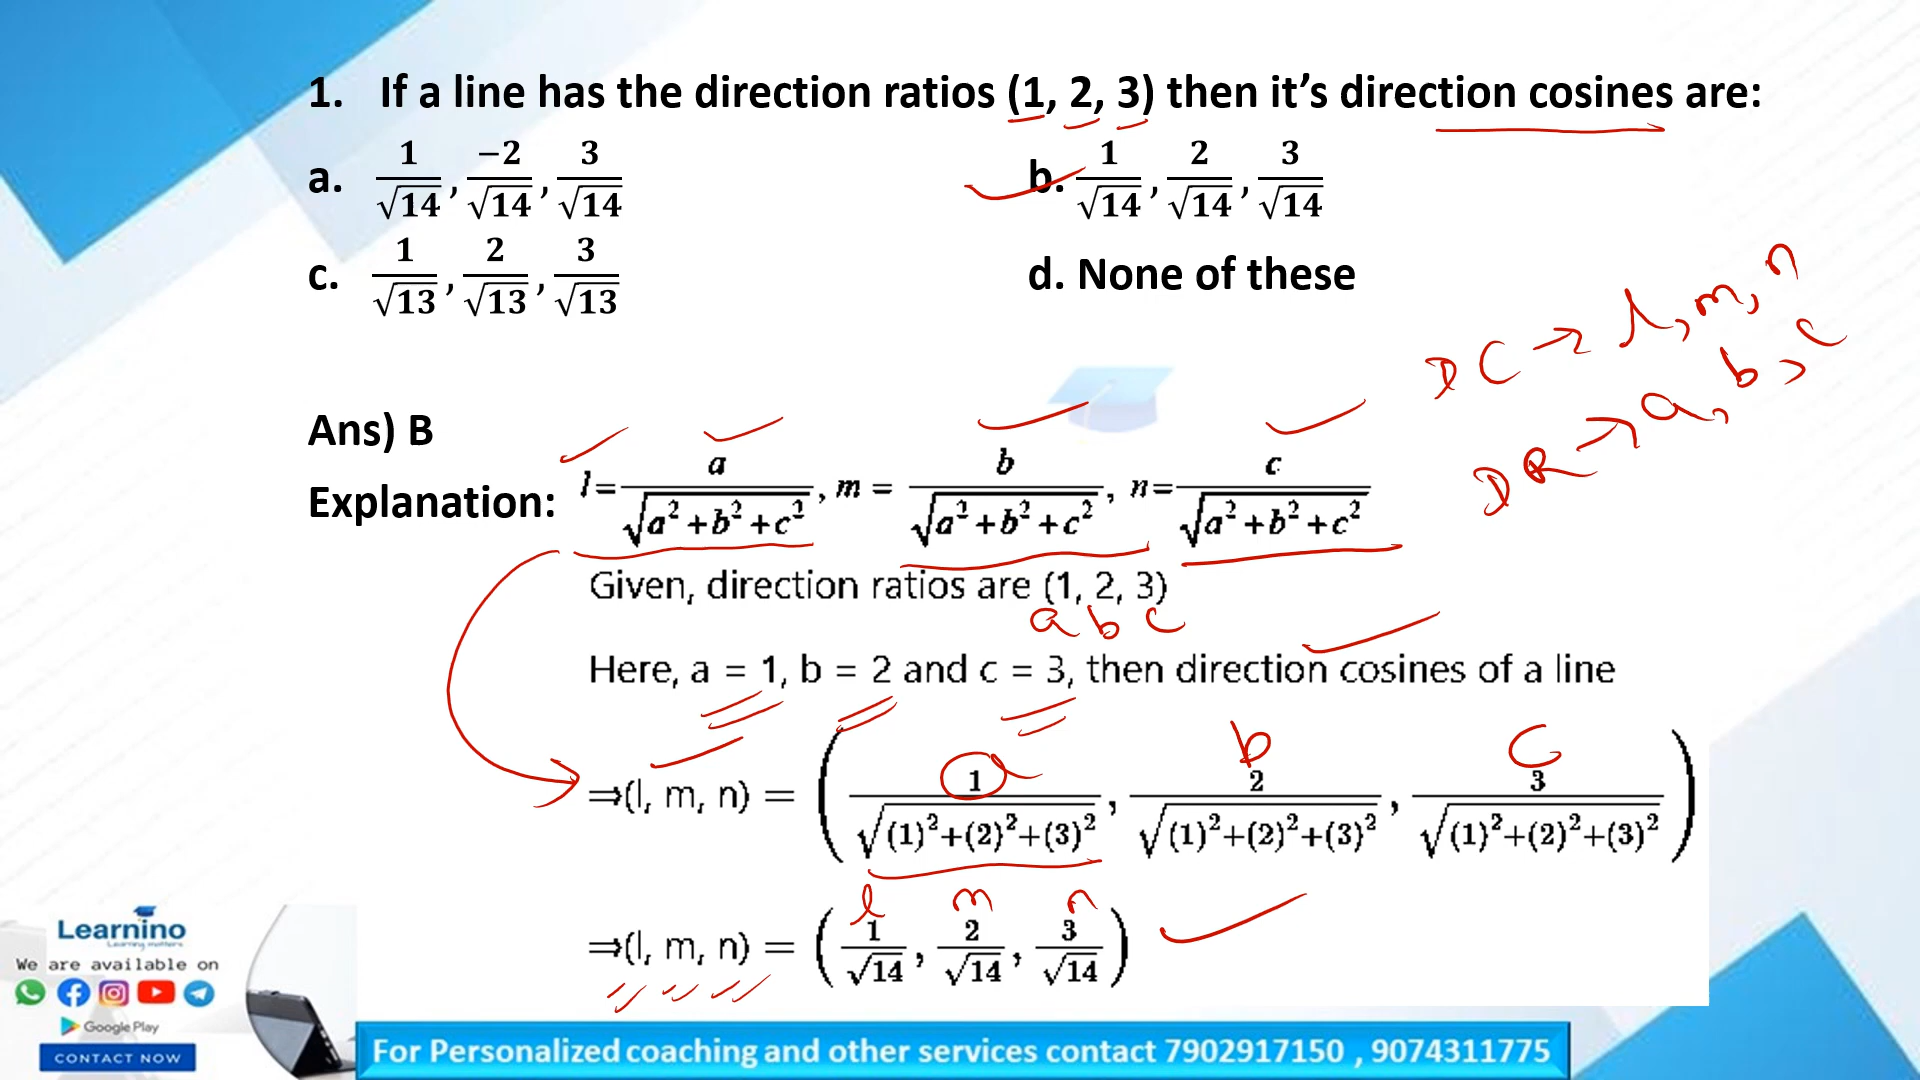 1. If a line has the direction ratios (1, 2, 3) then it's direction cosines are:
a. 1/√14, −2/√14, 3/√14 b. 1/√14, 2/√14, 3/√14
c. 1/√13, 2/√13, 3/√13 d. None of these
DC → l, m, n
DR → a, b, c
Ans) B
Explanation: l= a/√(a²+b²+c²), m = b/√(a²+b²+c²), n= c/√(a²+b²+c²)
Given, direction ratios are (1, 2, 3)
a b c
Here, a = 1, b = 2 and c = 3, then direction cosines of a line
a b c
⇒(l, m, n) = (1/√((1)²+(2)²+(3)²), 2/√((1)²+(2)²+(3)²), 3/√((1)²+(2)²+(3)²))
l m n
⇒(l, m, n) = (1/√14, 2/√14, 3/√14)
Learnino
Learning matters
We are available on
Google Play
CONTACT NOW
For Personalized coaching and other services contact 7902917150 , 9074311775